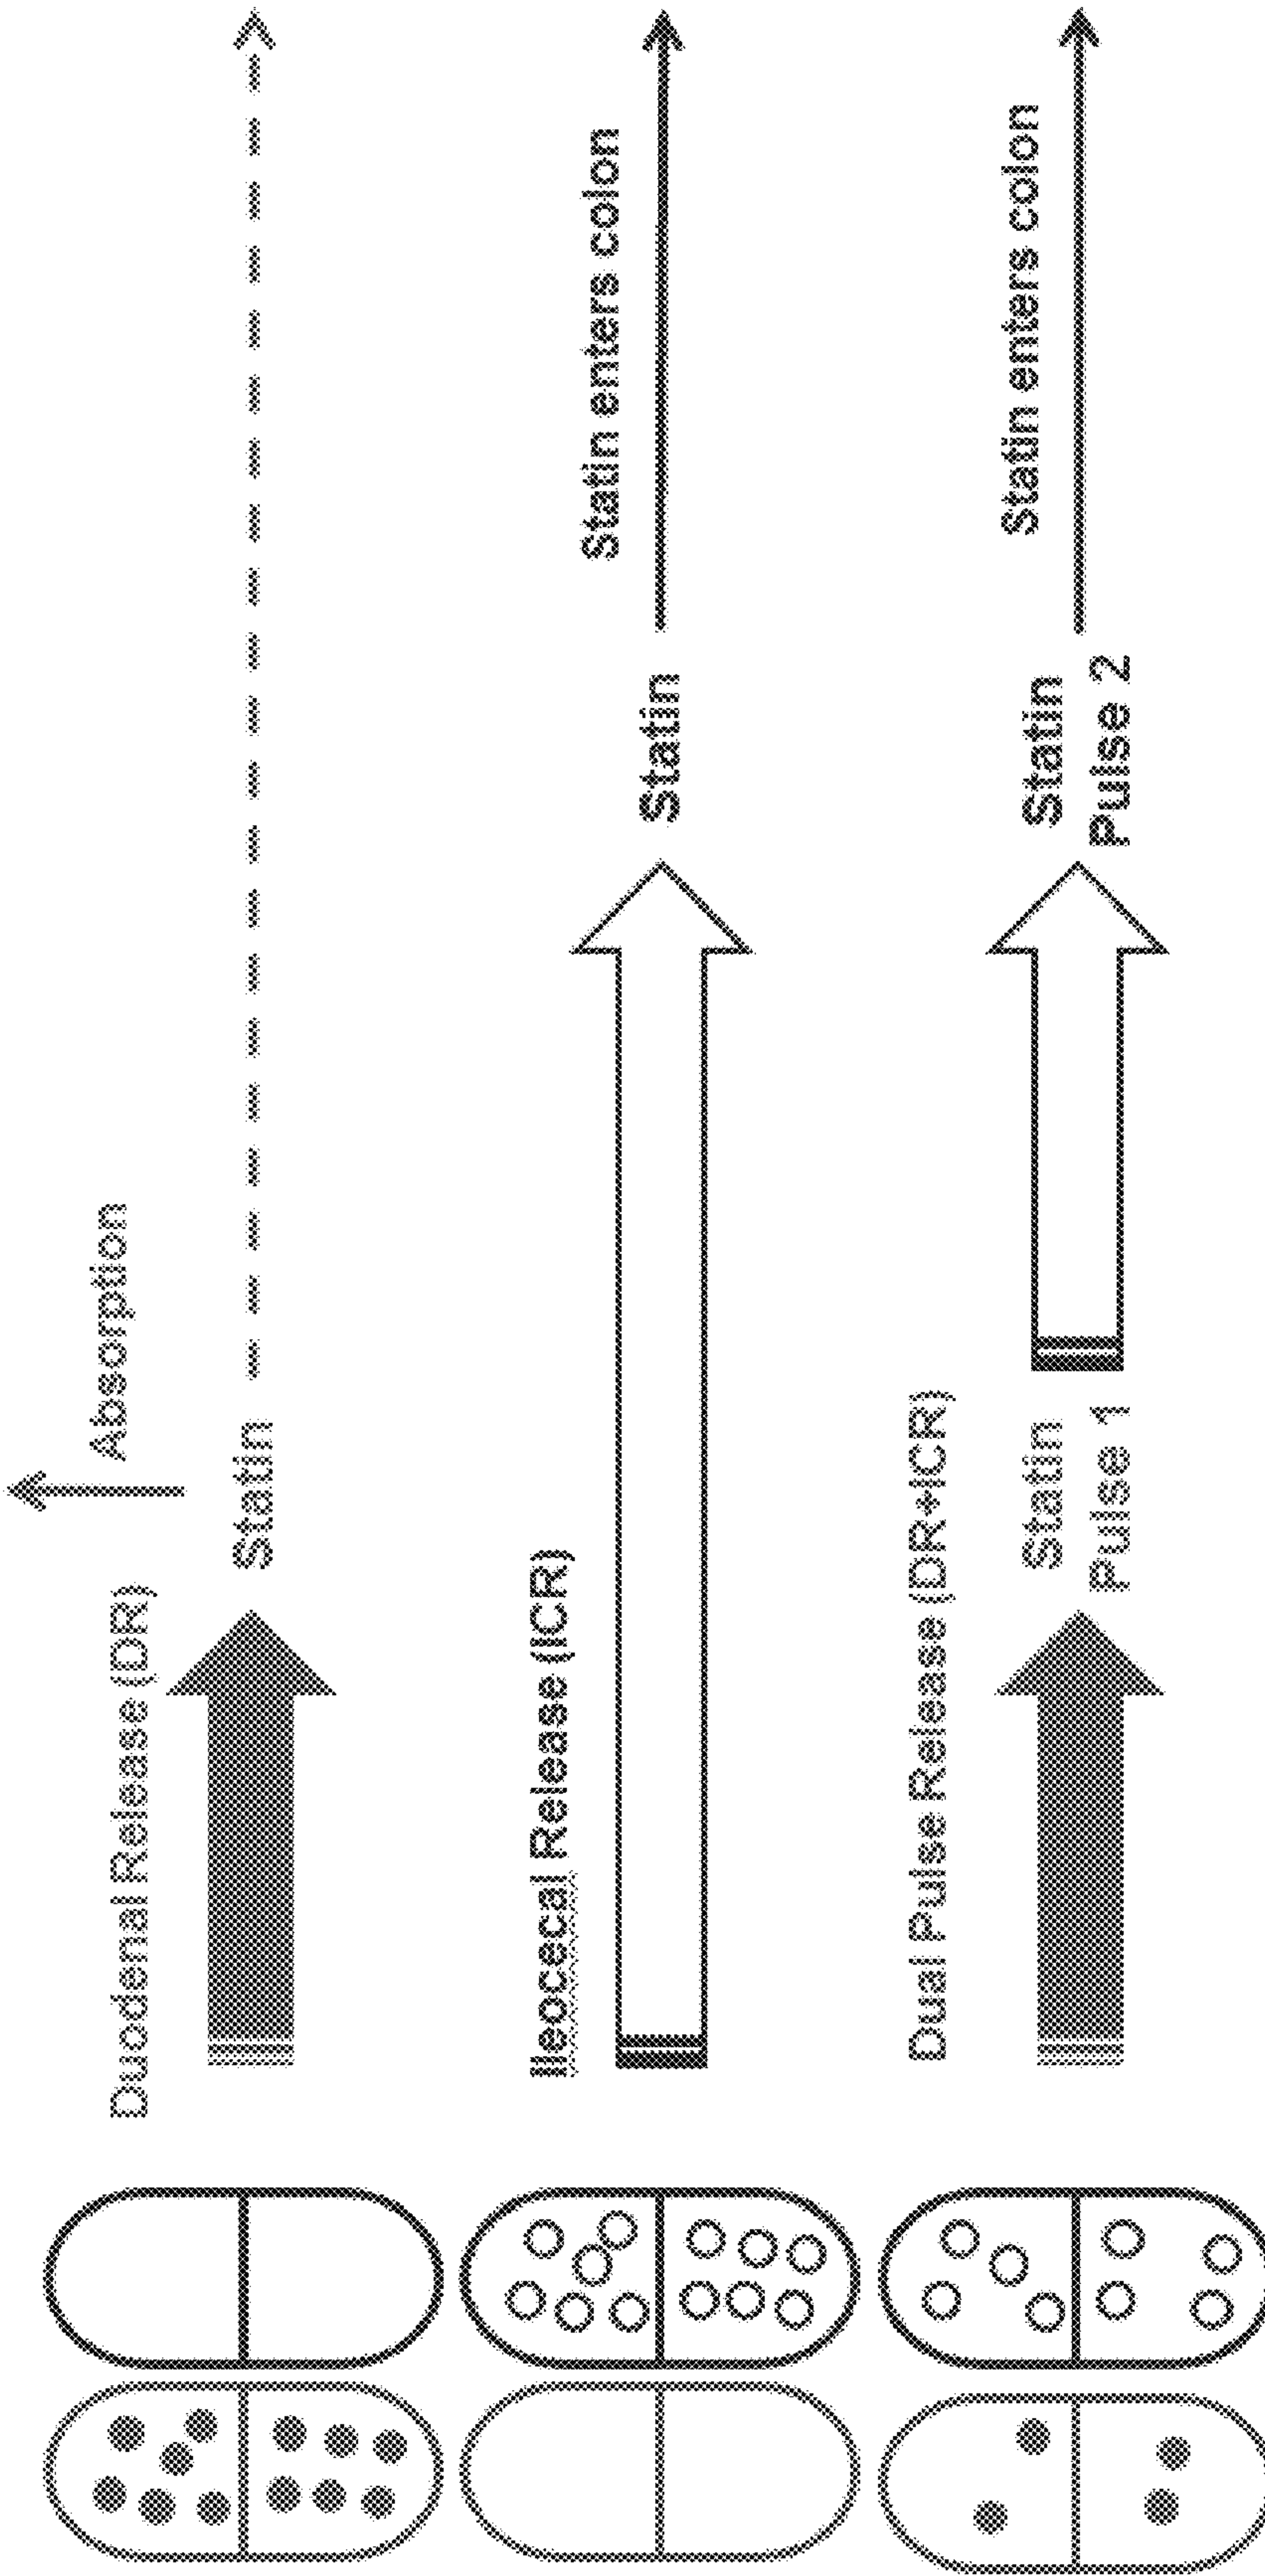 Duodenal Release (DR)
Absorption
Statin
Ileocecal Release (ICR)
Statin
Statin enters colon
Dual Pulse Release (DR+ICR)
Statin
Pulse 1
Statin
Pulse 2
Statin enters colon